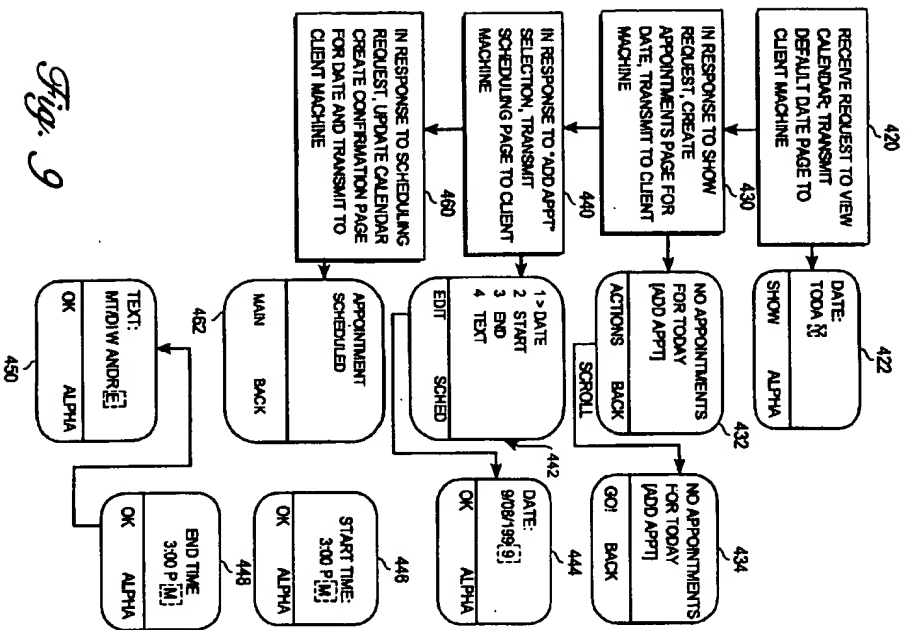 420
RECEIVE REQUEST TO VIEW
CALENDAR; TRANSMIT
DEFAULT DATE PAGE TO
CLIENT MACHINE
DATE:
TODA Y
SHOW ALPHA
422
430
IN RESPONSE TO SHOW
REQUEST, CREATE
APPOINTMENTS PAGE FOR
DATE, TRANSMIT TO CLIENT
MACHINE
NO APPOINTMENTS
FOR TODAY
[ADD APPT]
ACTIONS BACK
432
SCROLL
NO APPOINTMENTS
FOR TODAY
[ADD APPT]
GO! BACK
434
440
IN RESPONSE TO "ADD APPT"
SELECTION, TRANSMIT
SCHEDULING PAGE TO CLIENT
MACHINE
1 > DATE
2 START
3 END
4 TEXT
EDIT SCHED
442
DATE:
9/08/1999
OK ALPHA
444
460
IN RESPONSE TO SCHEDULING
REQUEST, UPDATE CALENDAR
CREATE CONFIRMATION PAGE
FOR DATE AND TRANSMIT TO
CLIENT MACHINE
APPOINTMENT
SCHEDULED
MAIN BACK
462
START TIME:
3:00 PM
OK ALPHA
446
TEXT:
MT/DI W ANDRE
OK ALPHA
450
END TIME
3:00 PM
OK ALPHA
448
Fig. 9